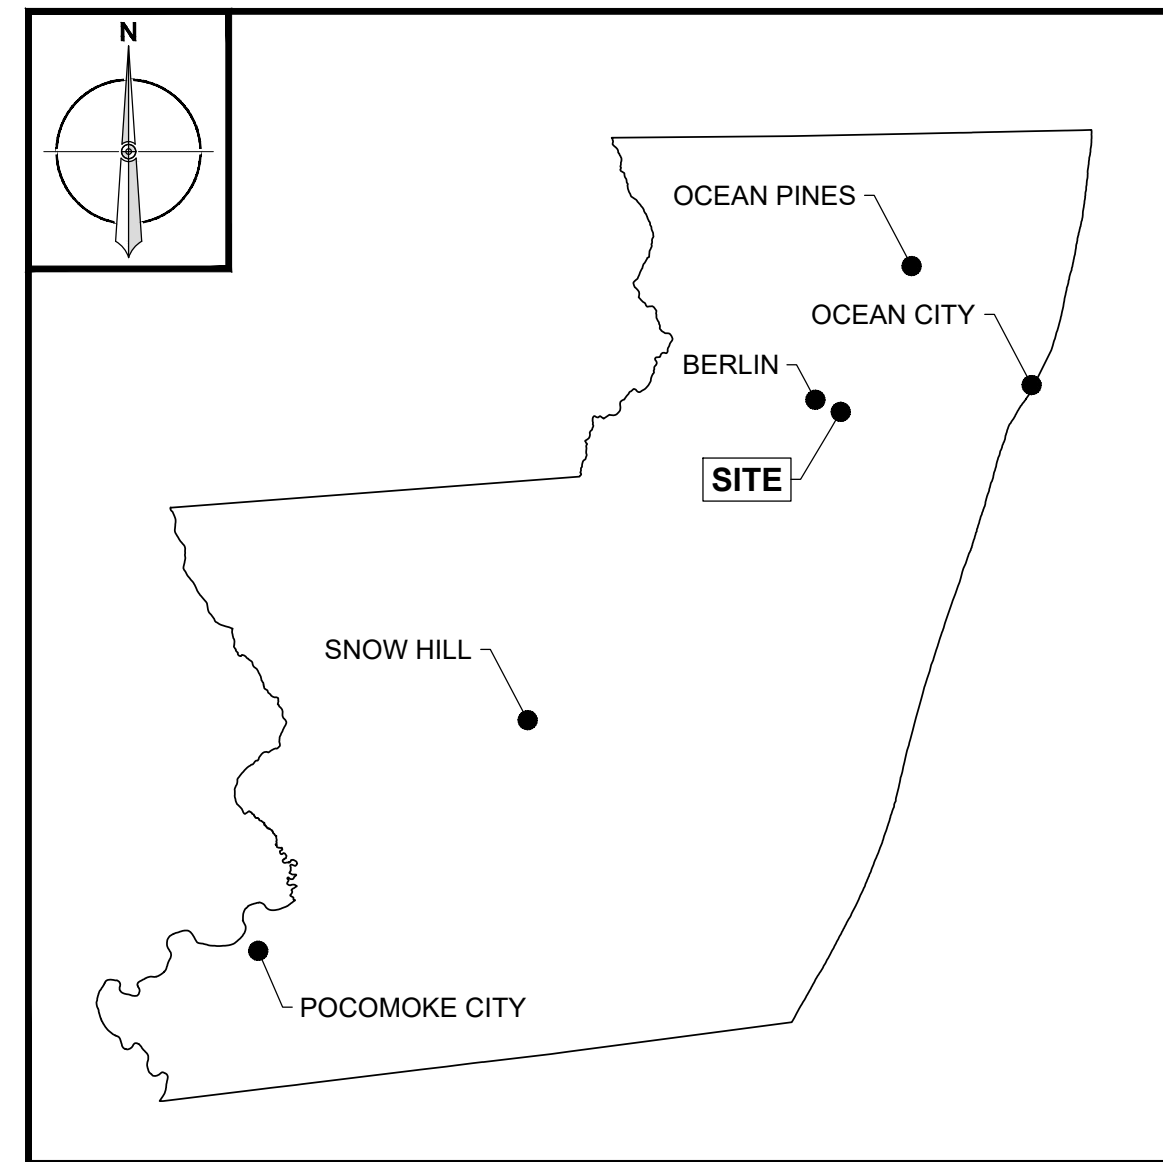 N
OCEAN PINES
OCEAN CITY
BERLIN
SITE
SNOW HILL
POCOMOKE CITY